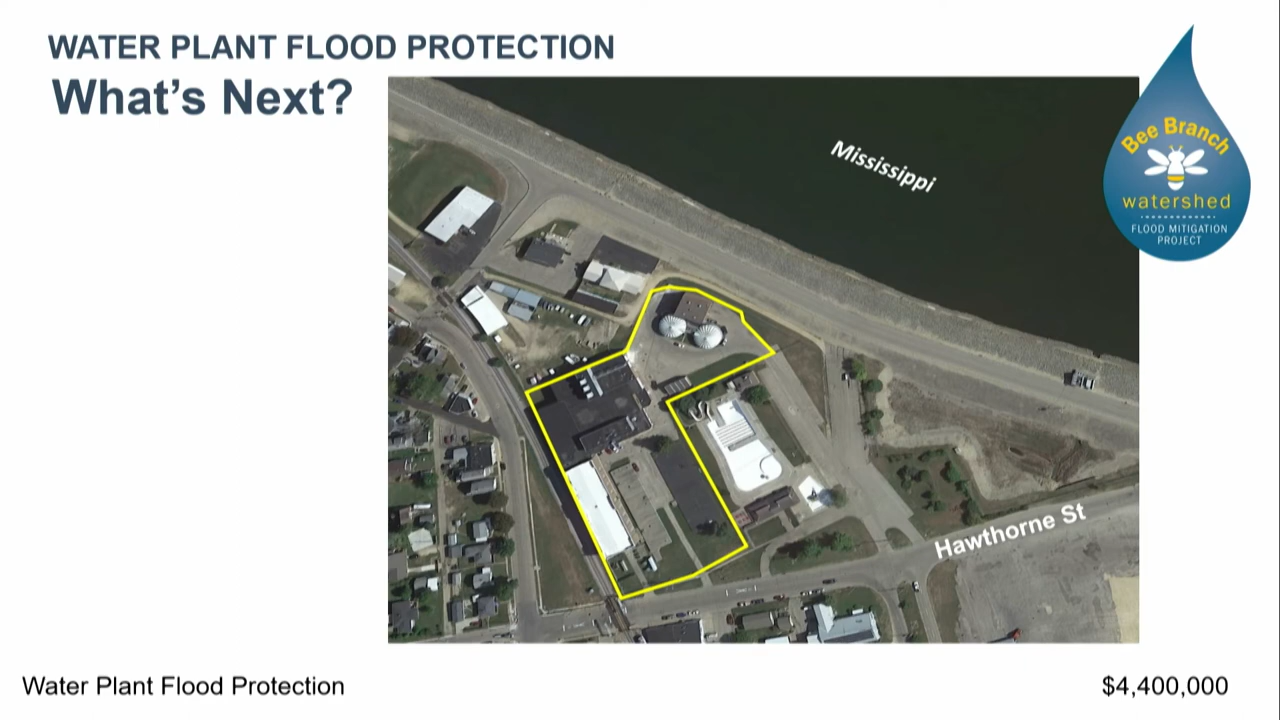 WATER PLANT FLOOD PROTECTION
What's Next?
Mississippi
Bee Branch
watershed
FLOOD MITIGATION
PROJECT
Hawthorne St
Water Plant Flood Protection
$4,400,000